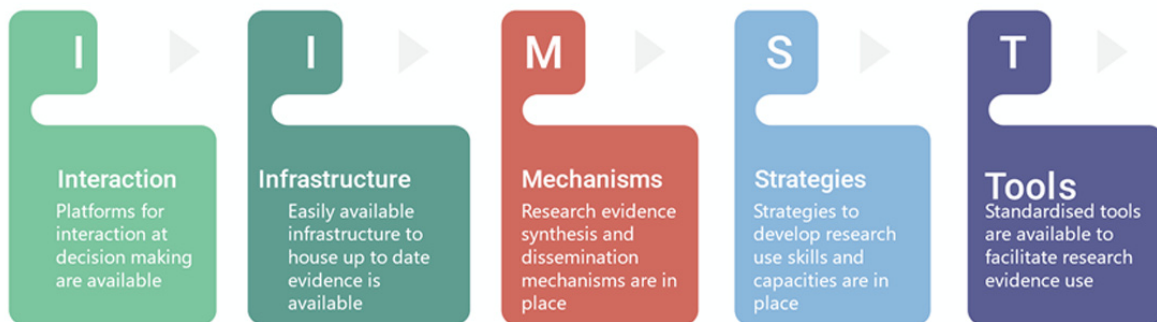 I
I
M
S
T
Interaction
Platforms for
interaction at
decision making
are available
Infrastructure
Easily available
infrastructure to
house up to date
evidence is
available
Mechanisms
Research evidence
synthesis and
dissemination
mechanisms are in
place
Strategies
Strategies to
develop research
use skills and
capacities are in
place
Tools
Standardised tools
are available to
facilitate research
evidence use